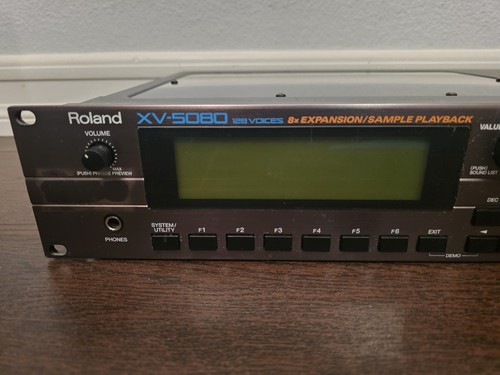 Roland XV-5080 128 VOICES 8x EXPANSION/SAMPLE PLAYBACK
VOLUME
VALU
MAX
(PUSH) PHRASE PREVIEW
(PUSH)
SOUND LIST
DEC
PHONES
SYSTEM/
UTILITY
F1 F2 F3 F4 F5 F6 EXIT
DEMO